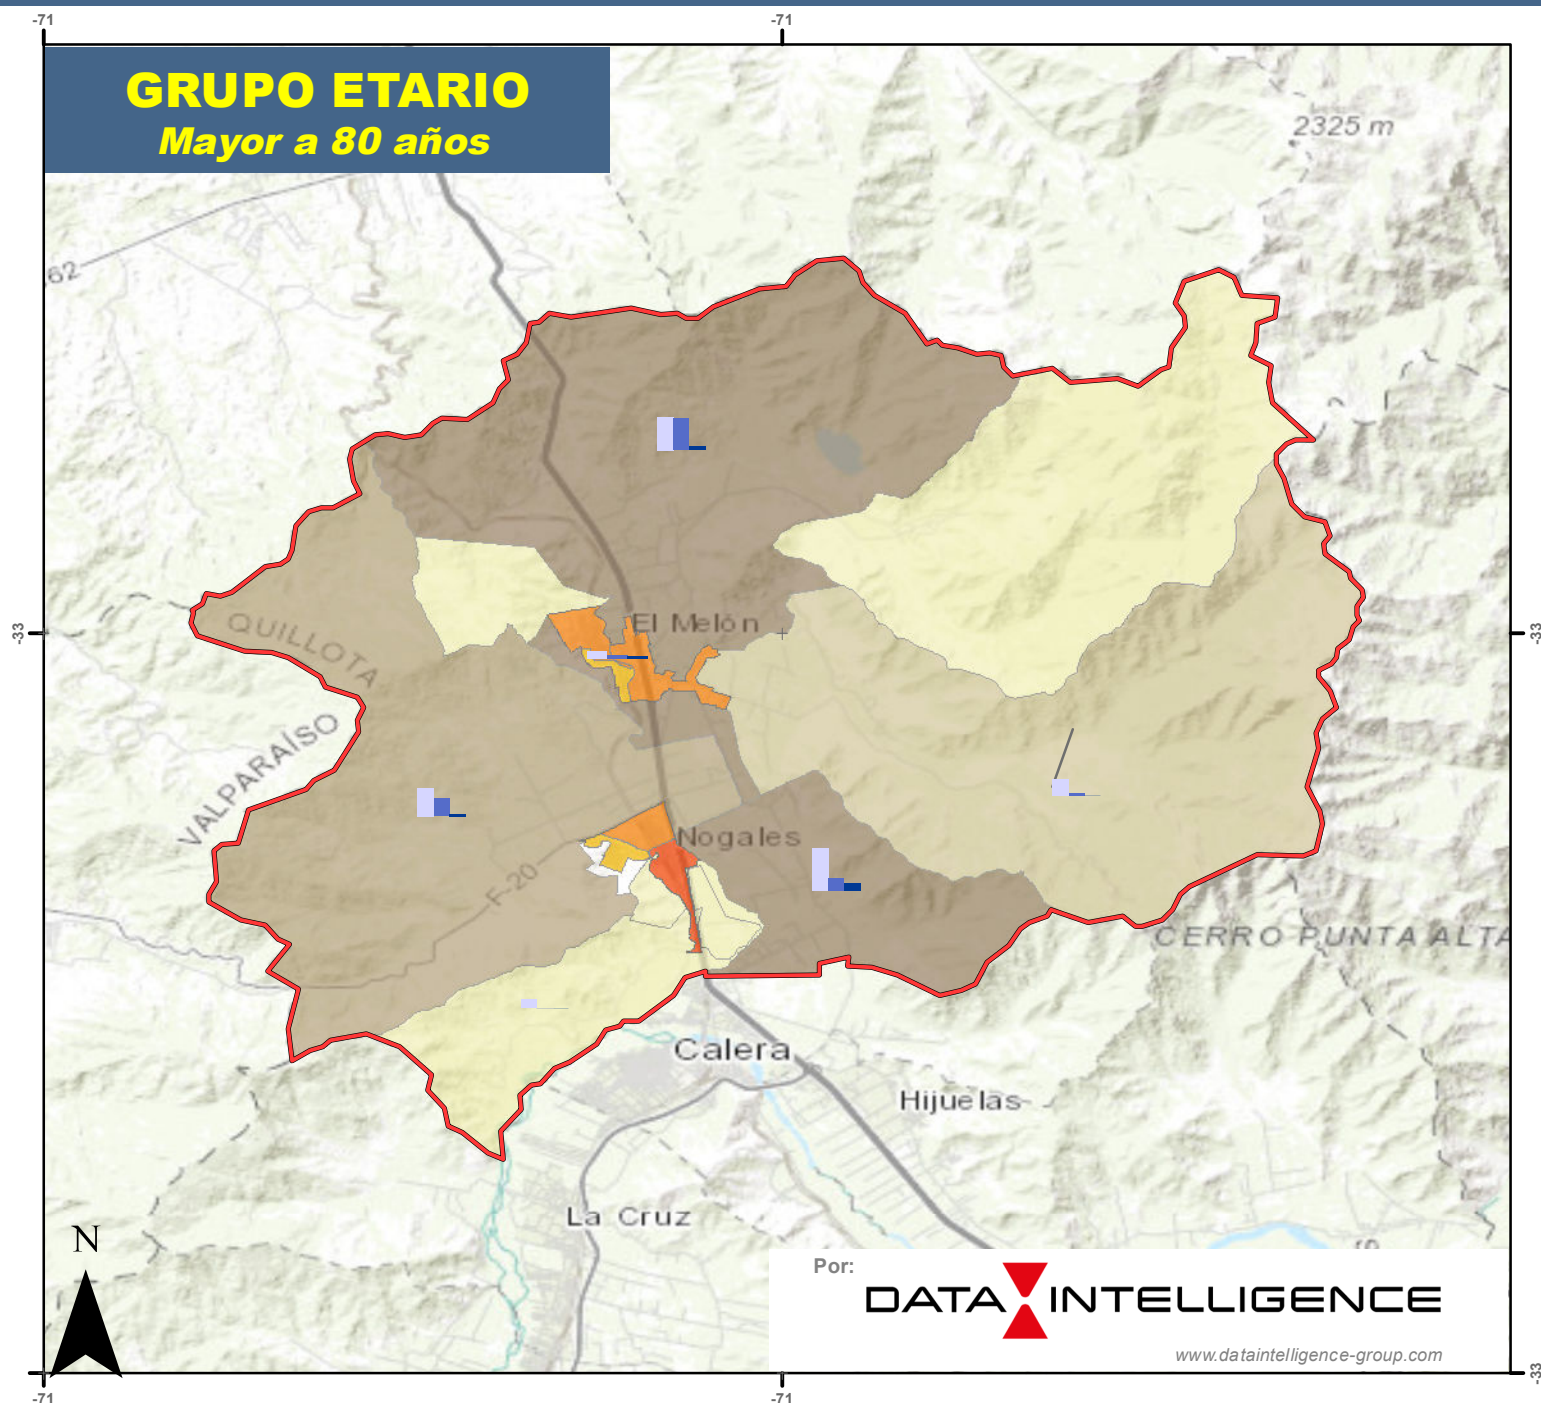 -71
-71
GRUPO ETARIO
Mayor a 80 años
2325 m
62
QUILLOTA
El Melón
-33
-33
VALPARAÍSO
Nogales
F-20
CERRO PUNTA ALTA
Calera
Hijuelas
La Cruz
N
Por:
DATA INTELLIGENCE
www.dataintelligence-group.com
-33
-71
-71